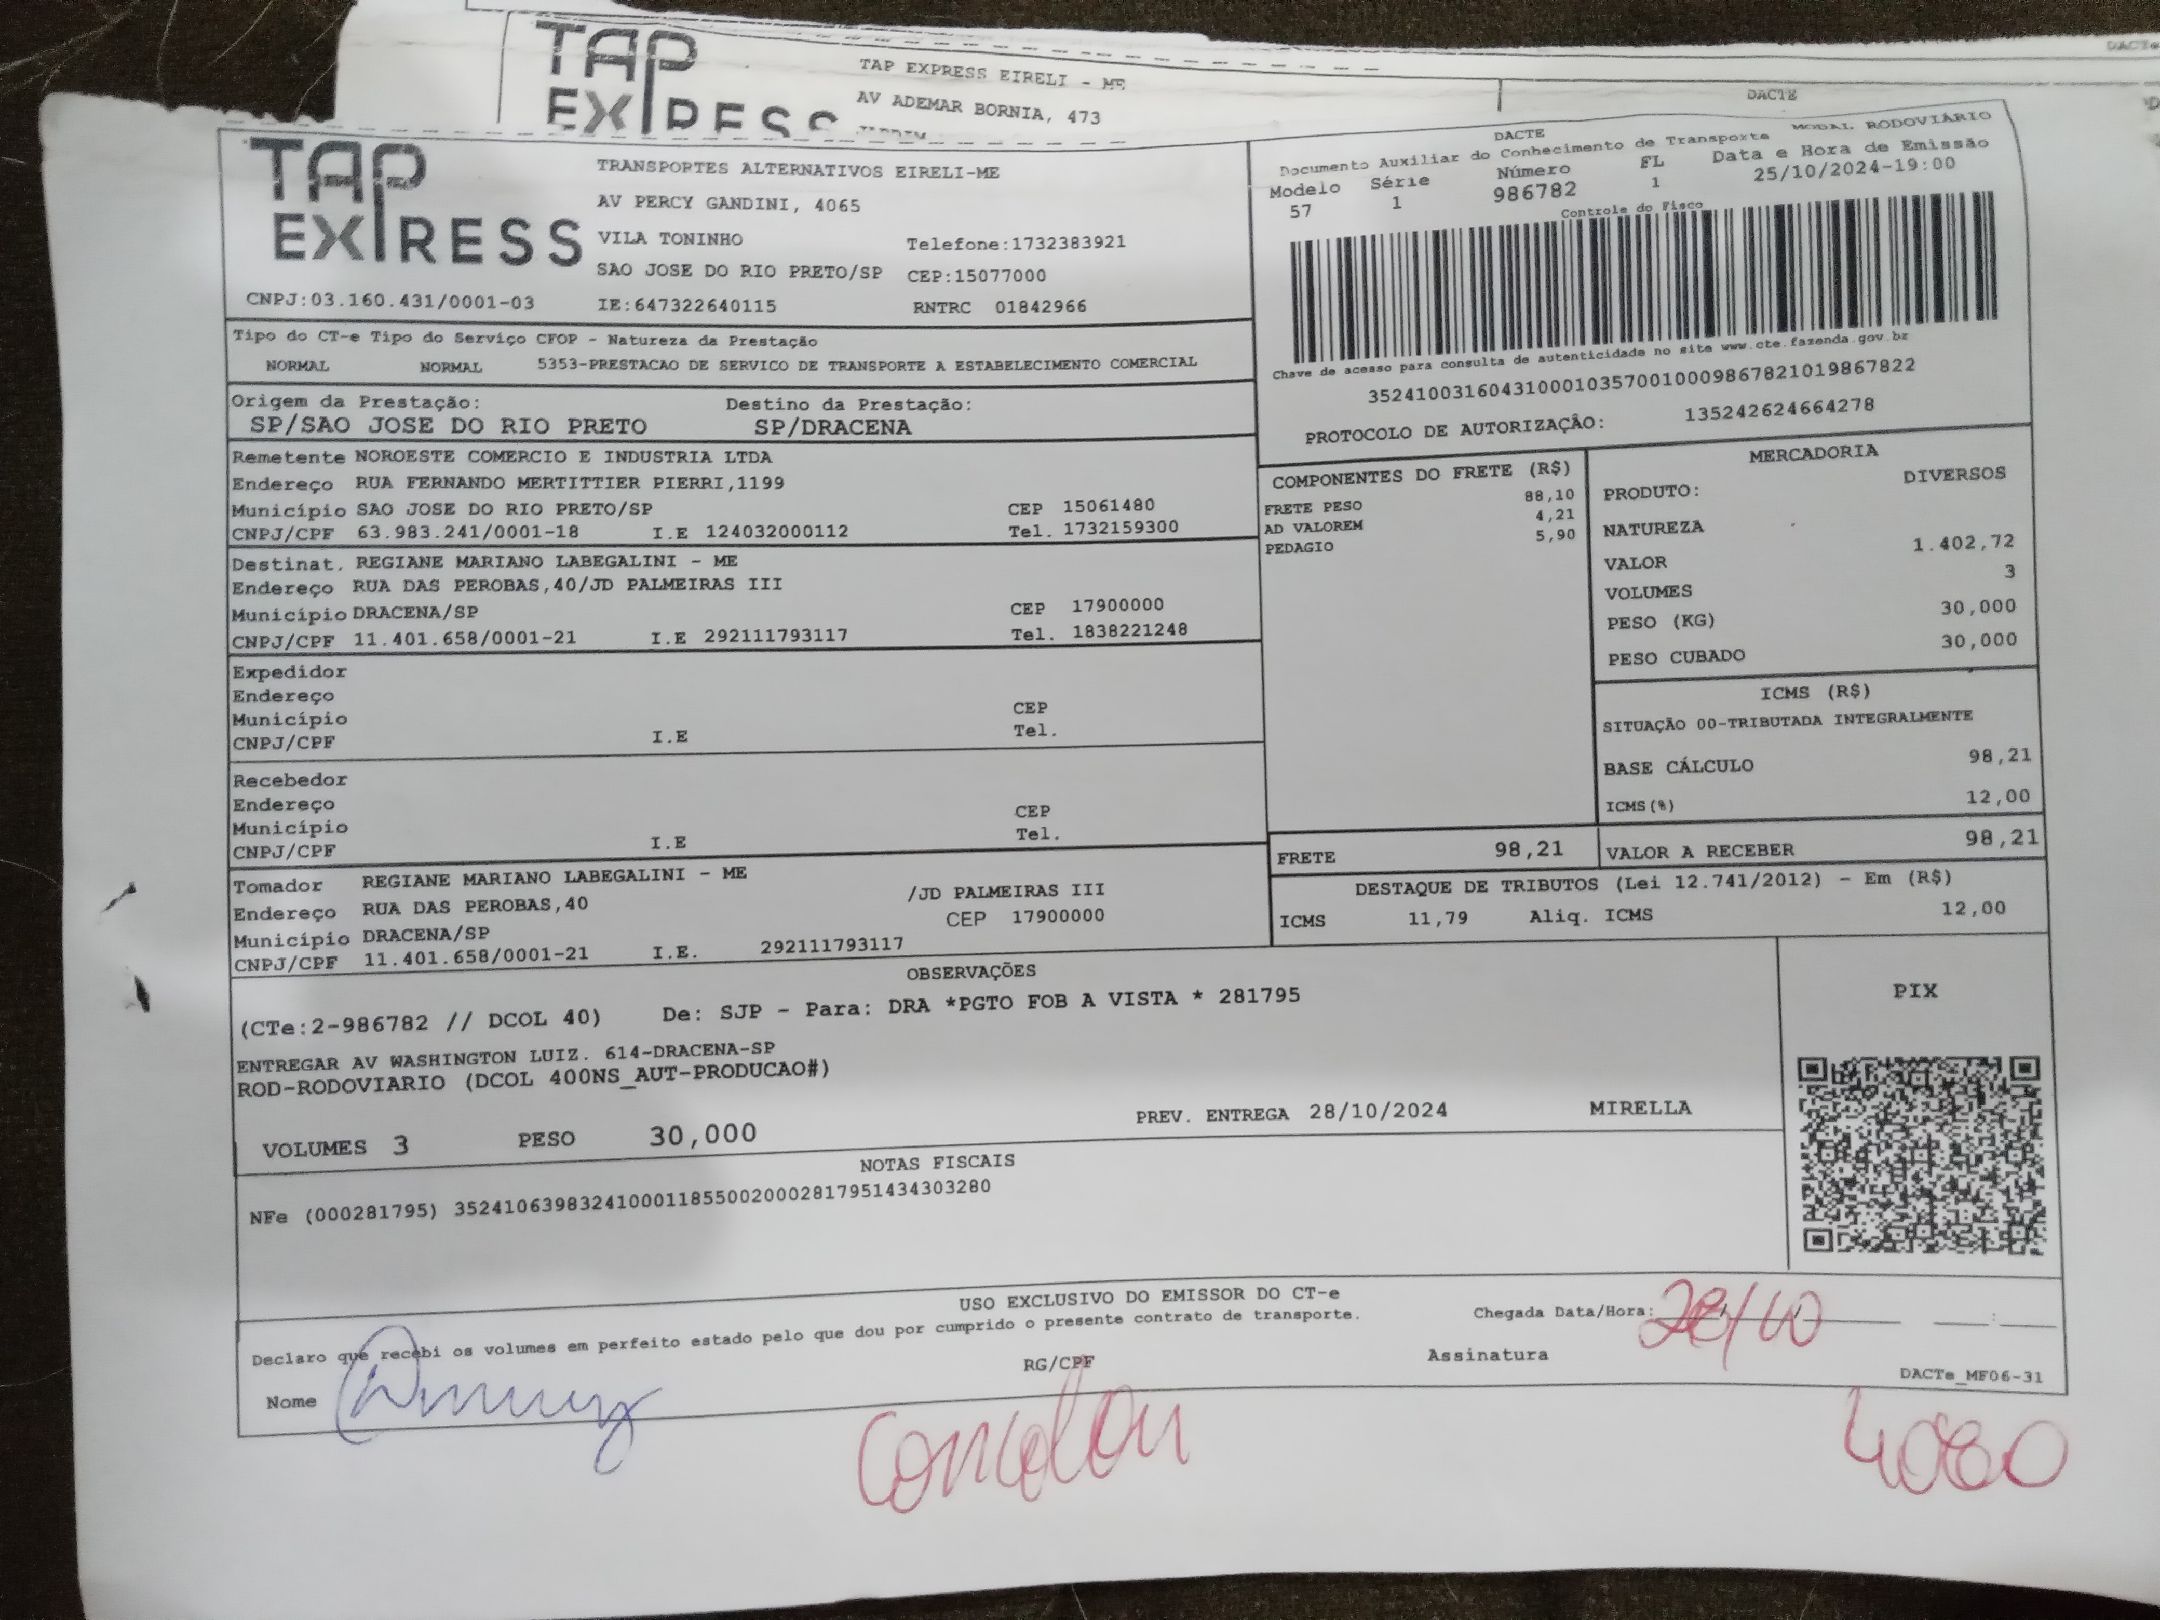 TAP
EXPRESS
TAP EXPRESS EIRELI - ME
AV ADEMAR BORNIA, 473
DACTE
TAP
EXPRESS
TRANSPORTES ALTERNATIVOS EIRELI-ME
AV PERCY GANDINI, 4065
VILA TONINHO Telefone:1732383921
SAO JOSE DO RIO PRETO/SP CEP:15077000
CNPJ:03.160.431/0001-03 IE:647322640115 RNTRC 01842966
DACTE MODAL RODOVIÁRIO
Documento Auxiliar do Conhecimento de Transporte
Modelo Série Número FL Data e Hora de Emissão
57 1 986782 1 25/10/2024-19:00
Controle do Fisco
Chave de acesso para consulta de autenticidade no site www.cte.fazenda.gov.br
35241003160431000103570010009867821019867822
PROTOCOLO DE AUTORIZAÇÃO: 135242624664278
Tipo do CT-e Tipo do Serviço CFOP - Natureza da Prestação
NORMAL NORMAL 5353-PRESTACAO DE SERVICO DE TRANSPORTE A ESTABELECIMENTO COMERCIAL
Origem da Prestação: Destino da Prestação:
SP/SAO JOSE DO RIO PRETO SP/DRACENA
Remetente NOROESTE COMERCIO E INDUSTRIA LTDA
Endereço RUA FERNANDO MERTITTIER PIERRI,1199
Município SAO JOSE DO RIO PRETO/SP CEP 15061480
CNPJ/CPF 63.983.241/0001-18 I.E 124032000112 Tel. 1732159300
Destinat. REGIANE MARIANO LABEGALINI - ME
Endereço RUA DAS PEROBAS,40/JD PALMEIRAS III
Município DRACENA/SP CEP 17900000
CNPJ/CPF 11.401.658/0001-21 I.E 292111793117 Tel. 1838221248
Expedidor
Endereço
Município CEP
CNPJ/CPF I.E Tel.
Recebedor
Endereço
Município CEP
CNPJ/CPF I.E Tel.
Tomador REGIANE MARIANO LABEGALINI - ME
Endereço RUA DAS PEROBAS,40 /JD PALMEIRAS III
Município DRACENA/SP CEP 17900000
CNPJ/CPF 11.401.658/0001-21 I.E. 292111793117
COMPONENTES DO FRETE (R$)
FRETE PESO 88,10
AD VALOREM 4,21
PEDAGIO 5,90
MERCADORIA
PRODUTO: DIVERSOS
NATUREZA
VALOR 1.402,72
VOLUMES 3
PESO (KG) 30,000
PESO CUBADO 30,000
ICMS (R$)
SITUAÇÃO 00-TRIBUTADA INTEGRALMENTE
BASE CÁLCULO 98,21
ICMS(%) 12,00
FRETE 98,21 VALOR A RECEBER 98,21
DESTAQUE DE TRIBUTOS (Lei 12.741/2012) - Em (R$)
ICMS 11,79 Aliq. ICMS 12,00
OBSERVAÇÕES
(CTe:2-986782 // DCOL 40) De: SJP - Para: DRA *PGTO FOB A VISTA * 281795
ENTREGAR AV WASHINGTON LUIZ. 614-DRACENA-SP
ROD-RODOVIARIO (DCOL 400NS_AUT-PRODUCAO#)
VOLUMES 3 PESO 30,000 PREV. ENTREGA 28/10/2024 MIRELLA
PIX
NOTAS FISCAIS
NFe (000281795) 35241063983241000118550020002817951434303280
USO EXCLUSIVO DO EMISSOR DO CT-e
Declaro que recebi os volumes em perfeito estado pelo que dou por cumprido o presente contrato de transporte.
Chegada Data/Hora: 28/10 :
Nome RG/CPF Assinatura
DACTe_MF06-31